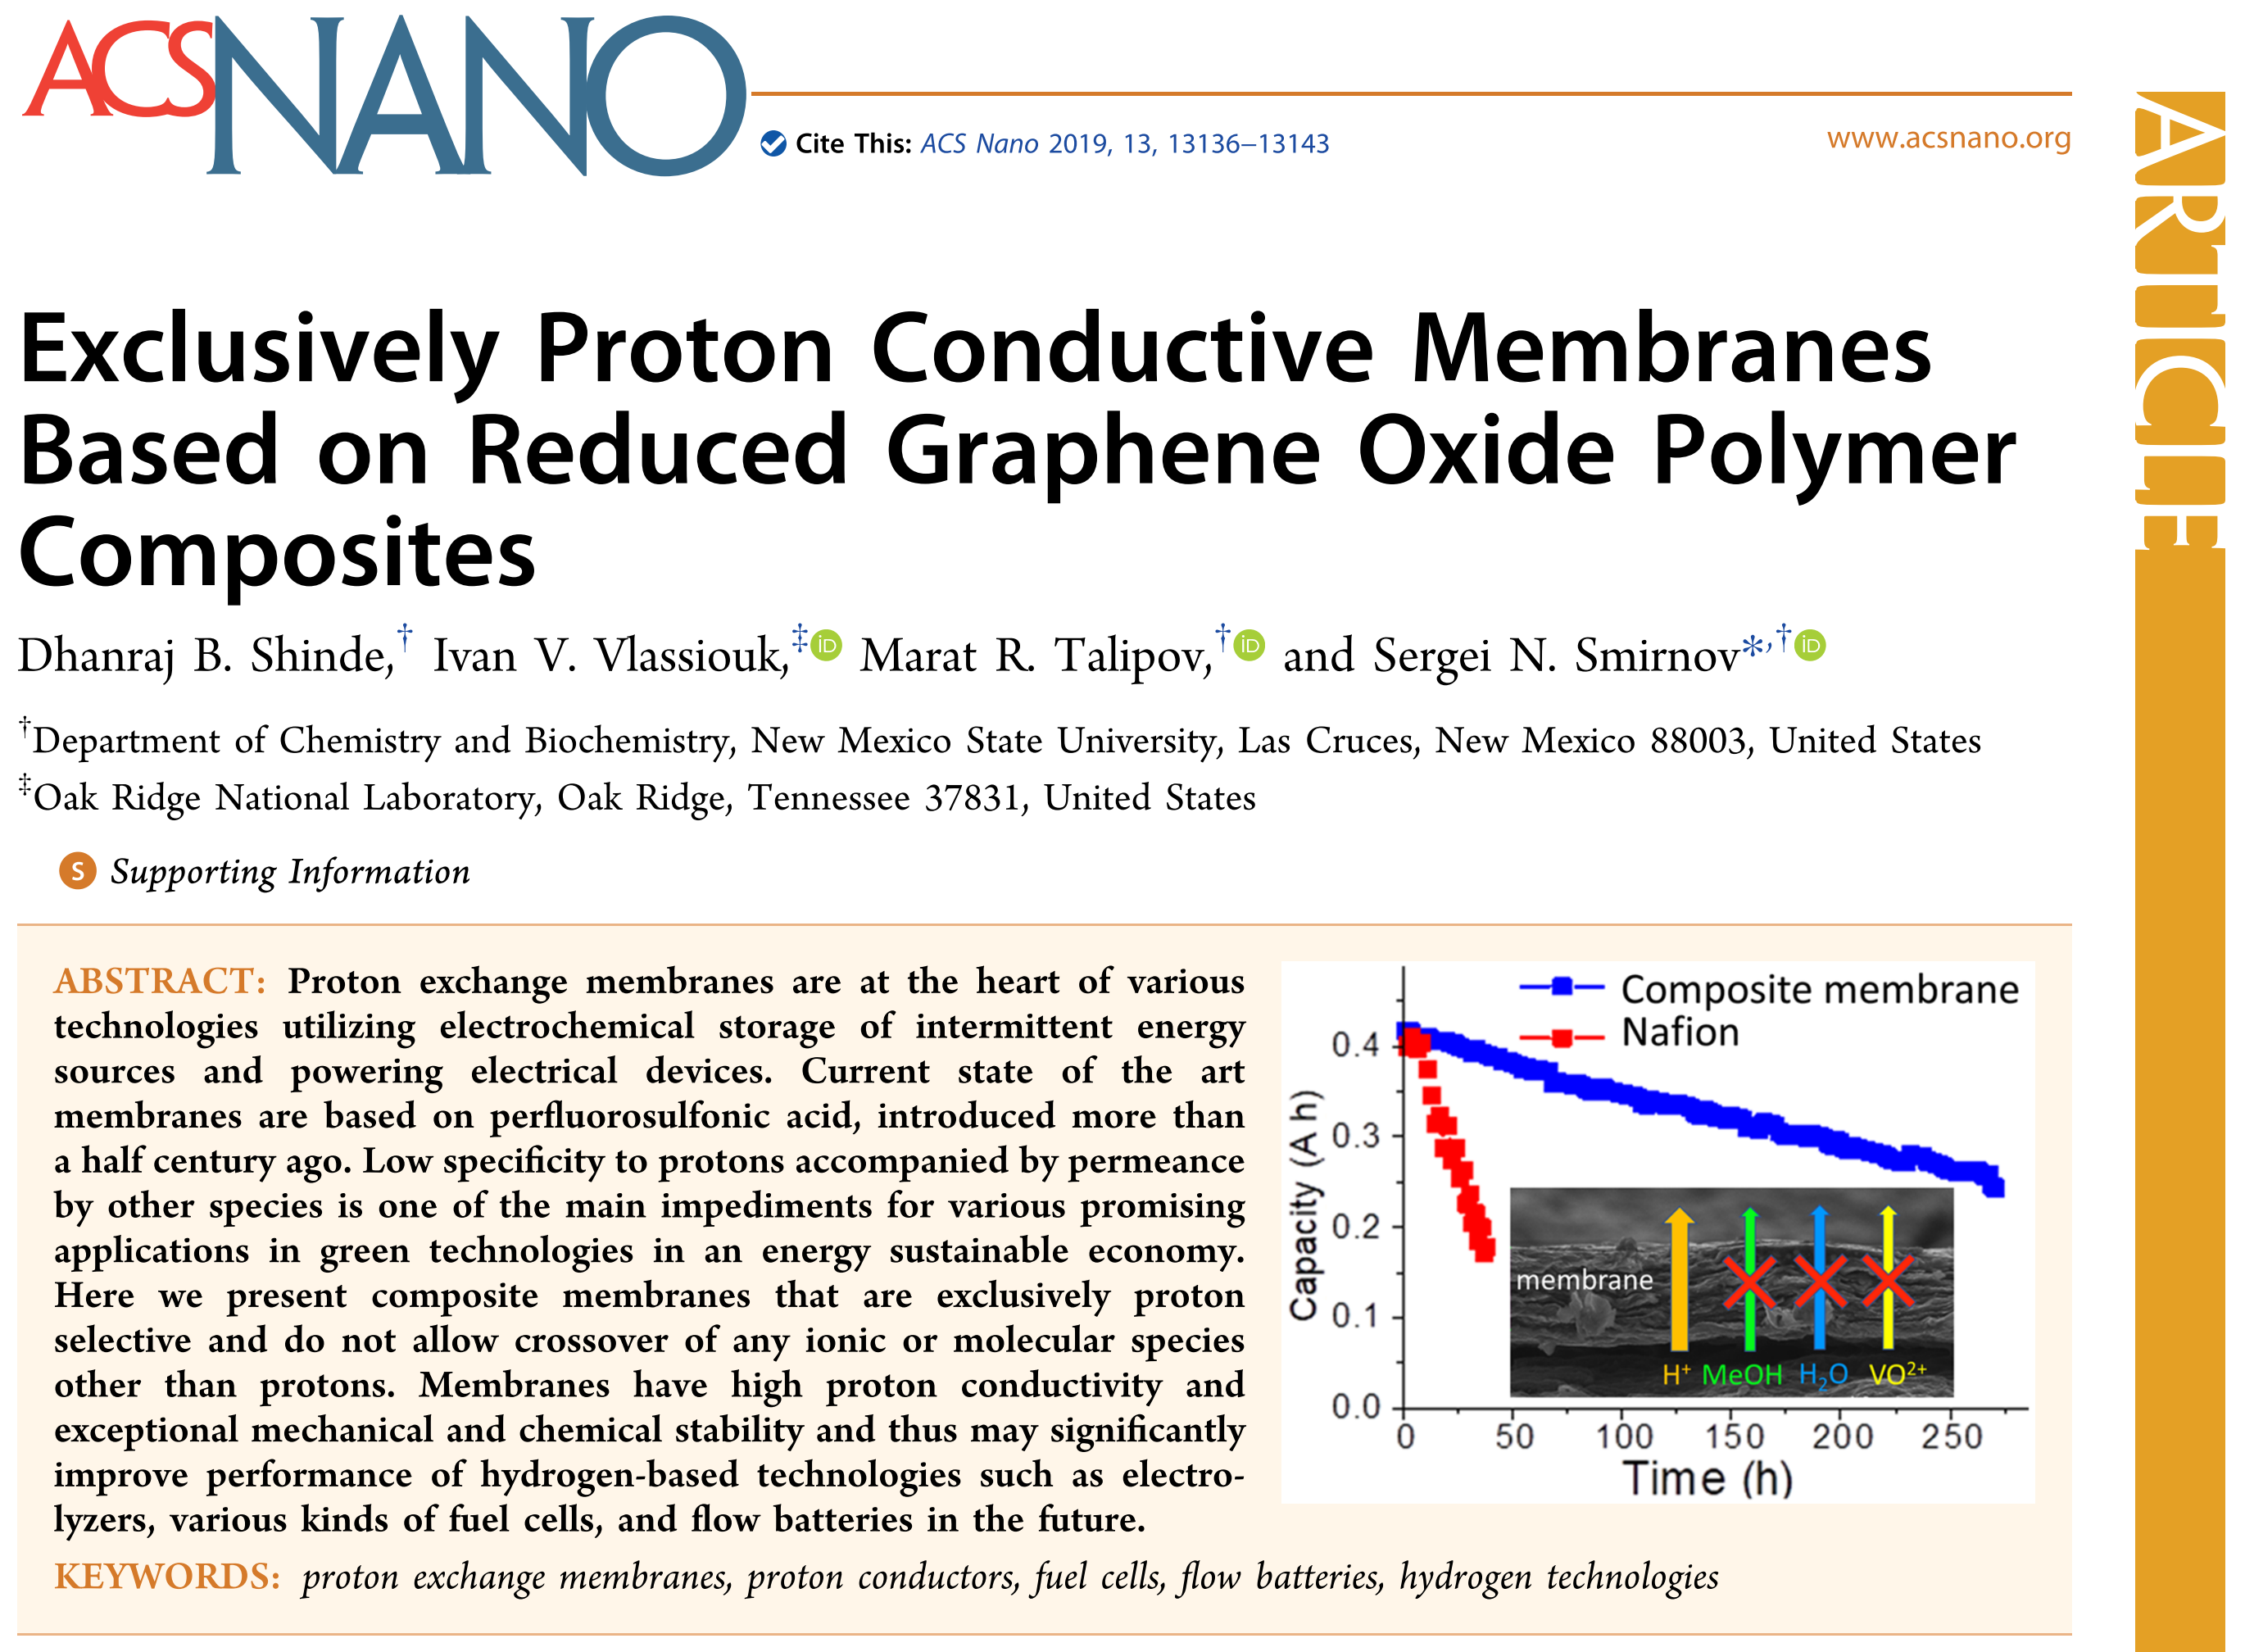 ACSNANO
Cite This: ACS Nano 2019, 13, 13136−13143
www.acsnano.org
ARTICLE
Exclusively Proton Conductive Membranes
Based on Reduced Graphene Oxide Polymer
Composites
Dhanraj B. Shinde,† Ivan V. Vlassiouk,‡ iD Marat R. Talipov,† iD and Sergei N. Smirnov*,† iD
†Department of Chemistry and Biochemistry, New Mexico State University, Las Cruces, New Mexico 88003, United States
‡Oak Ridge National Laboratory, Oak Ridge, Tennessee 37831, United States
S Supporting Information
ABSTRACT: Proton exchange membranes are at the heart of various
technologies utilizing electrochemical storage of intermittent energy
sources and powering electrical devices. Current state of the art
membranes are based on perfluorosulfonic acid, introduced more than
a half century ago. Low specificity to protons accompanied by permeance
by other species is one of the main impediments for various promising
applications in green technologies in an energy sustainable economy.
Here we present composite membranes that are exclusively proton
selective and do not allow crossover of any ionic or molecular species
other than protons. Membranes have high proton conductivity and
exceptional mechanical and chemical stability and thus may significantly
improve performance of hydrogen-based technologies such as electro-
lyzers, various kinds of fuel cells, and flow batteries in the future.
Composite membrane
Nafion
Capacity (A h)
0.4
0.3
0.2
0.1
0.0
membrane
H⁺ MeOH H₂O VO²⁺
0 50 100 150 200 250
Time (h)
KEYWORDS: proton exchange membranes, proton conductors, fuel cells, flow batteries, hydrogen technologies